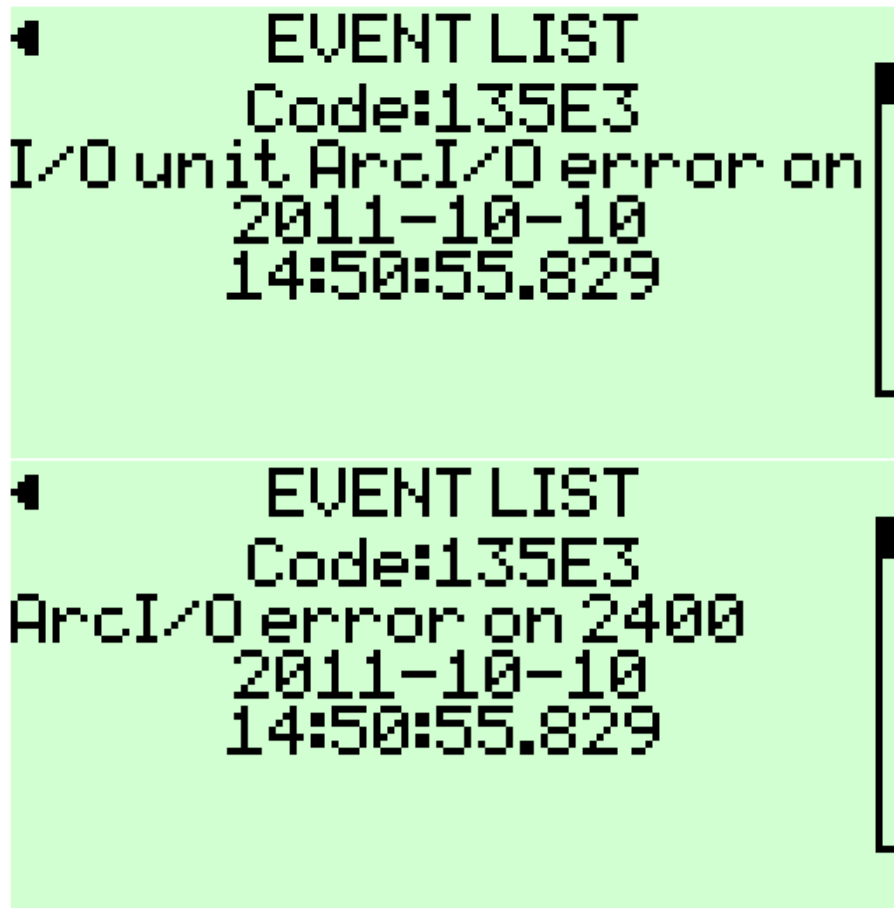 EVENT LIST
Code:135E3
I/O unit ArcI/O error on
2011-10-10
14:50:55.829
EVENT LIST
Code:135E3
ArcI/O error on 2400
2011-10-10
14:50:55.829